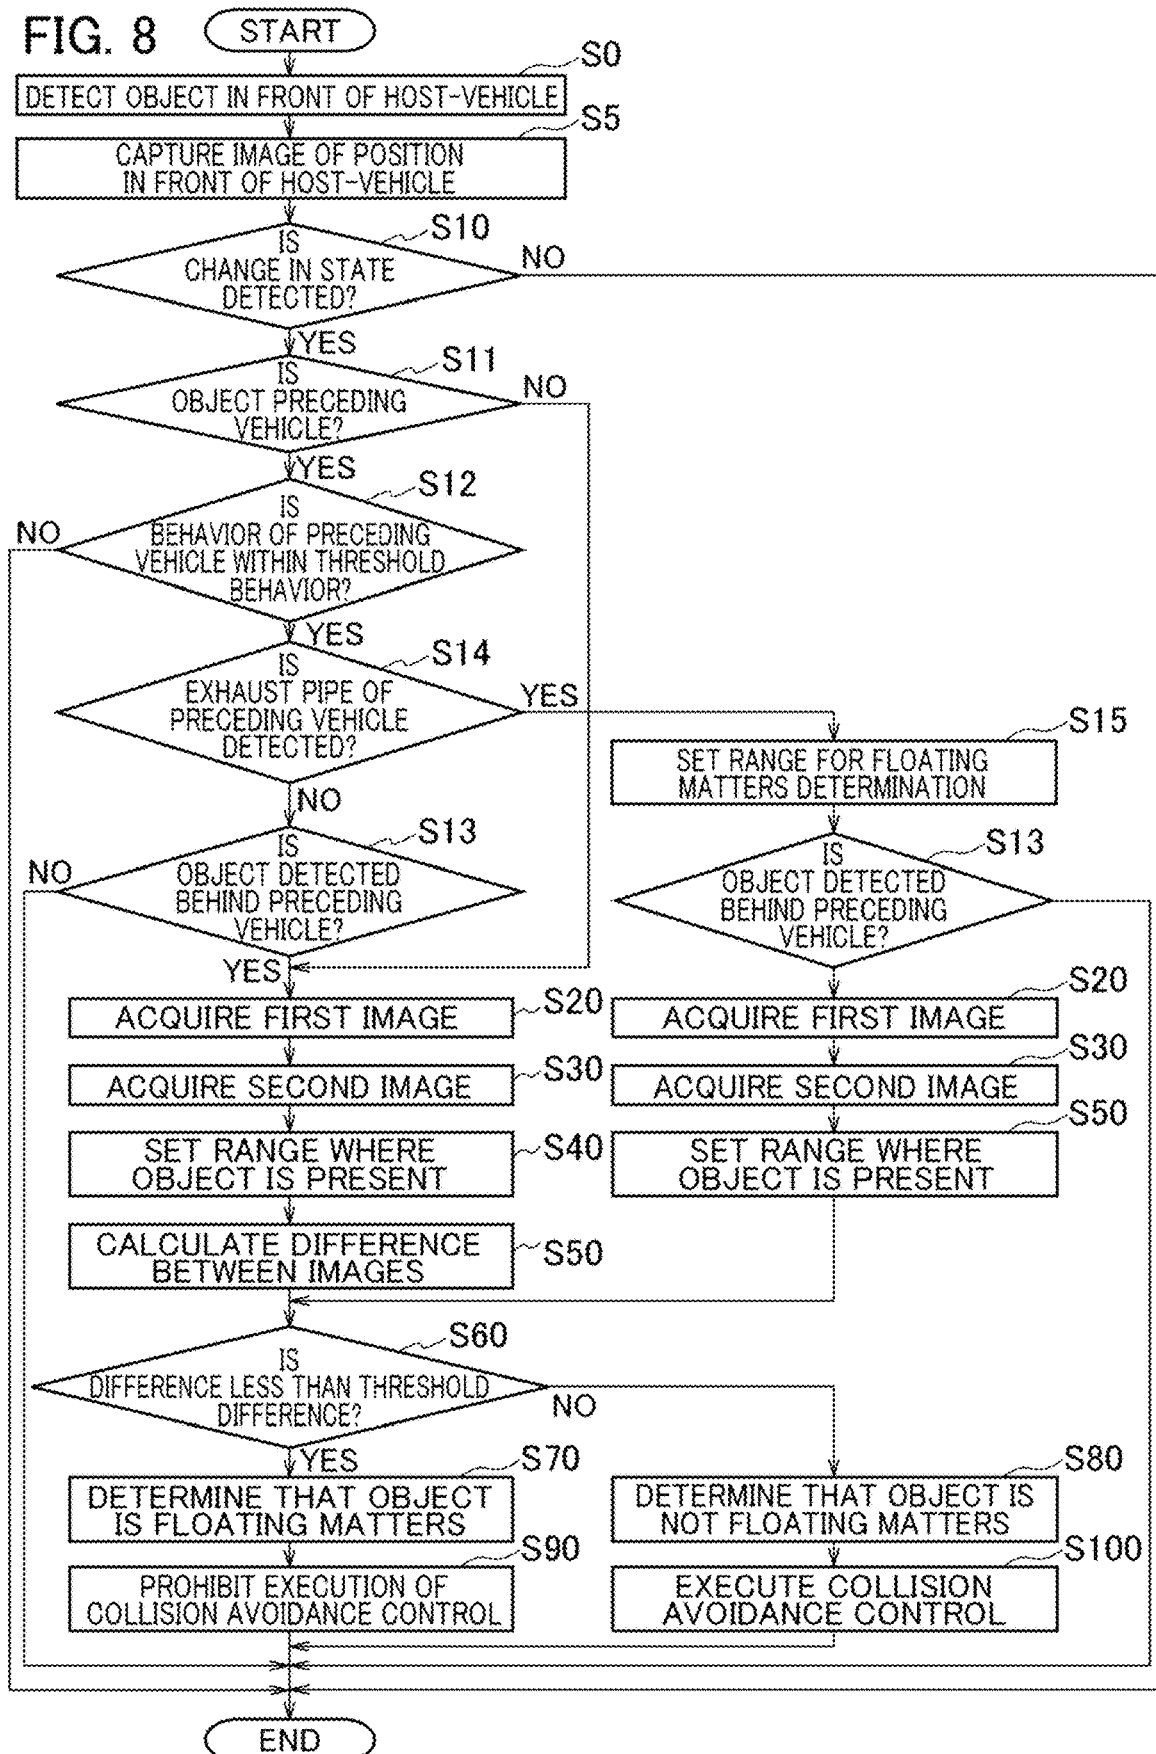 FIG. 8
START
S0
DETECT OBJECT IN FRONT OF HOST-VEHICLE
S5
CAPTURE IMAGE OF POSITION
IN FRONT OF HOST-VEHICLE
S10
IS
CHANGE IN STATE
DETECTED?
NO
YES
S11
IS
OBJECT PRECEDING
VEHICLE?
NO
YES
S12
IS
BEHAVIOR OF PRECEDING
VEHICLE WITHIN THRESHOLD
BEHAVIOR?
NO
YES
S14
IS
EXHAUST PIPE OF
PRECEDING VEHICLE
DETECTED?
YES
NO
S15
SET RANGE FOR FLOATING
MATTERS DETERMINATION
S13
IS
OBJECT DETECTED
BEHIND PRECEDING
VEHICLE?
NO
YES
S13
IS
OBJECT DETECTED
BEHIND PRECEDING
VEHICLE?
S20
ACQUIRE FIRST IMAGE
S20
ACQUIRE FIRST IMAGE
S30
ACQUIRE SECOND IMAGE
S30
ACQUIRE SECOND IMAGE
S40
SET RANGE WHERE
OBJECT IS PRESENT
S50
SET RANGE WHERE
OBJECT IS PRESENT
S50
CALCULATE DIFFERENCE
BETWEEN IMAGES
S60
IS
DIFFERENCE LESS THAN THRESHOLD
DIFFERENCE?
NO
YES
S70
DETERMINE THAT OBJECT
IS FLOATING MATTERS
S80
DETERMINE THAT OBJECT IS
NOT FLOATING MATTERS
S90
PROHIBIT EXECUTION OF
COLLISION AVOIDANCE CONTROL
S100
EXECUTE COLLISION
AVOIDANCE CONTROL
END